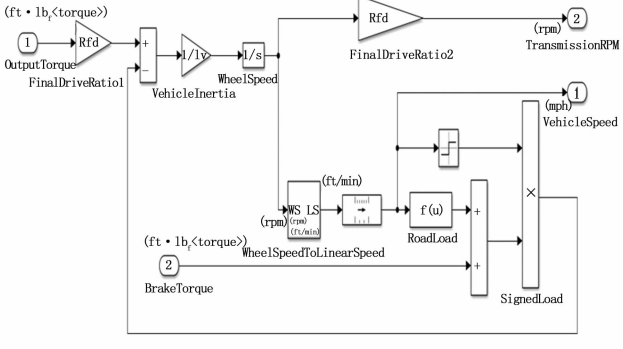 (ft·lbf<torque>)
1
OutputTorque
Rfd
FinalDriveRatio1
+
−
1/lv
VehicleInertia
1/s
WheelSpeed
Rfd
FinalDriveRatio2
(rpm)
2
TransmissionRPM
1
(mph)
VehicleSpeed
(rpm)
WS LS
(rpm)
(ft/min)
(ft/min)
WheelSpeedToLinearSpeed
f(u)
RoadLoad
+
+
×
SignedLoad
(ft·lbf<torque>)
2
BrakeTorque